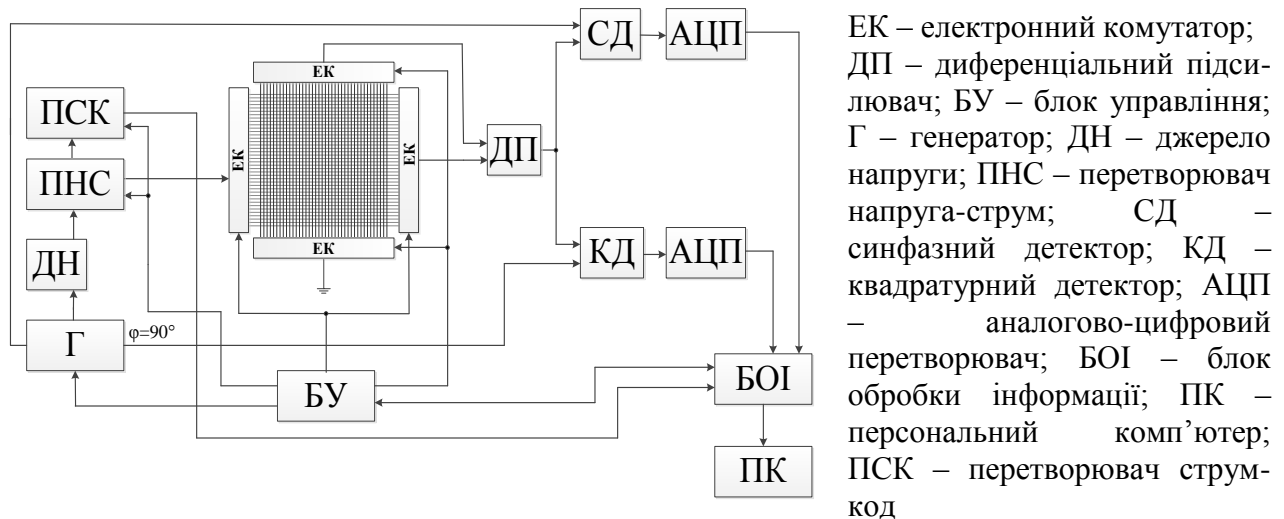 СД
АЦП
ЕК
ПСК
ЕК
ЕК
ДП
ПНС
ЕК
КД
АЦП
ДН
Г
φ=90°
БУ
БОІ
ПК
ЕК – електронний комутатор;
ДП – диференціальний підси-
лювач; БУ – блок управління;
Г – генератор; ДН – джерело
напруги; ПНС – перетворювач
напруга-струм; СД –
синфазний детектор; КД –
квадратурний детектор; АЦП
– аналогово-цифровий
перетворювач; БОІ – блок
обробки інформації; ПК –
персональний комп’ютер;
ПСК – перетворювач струм-
код